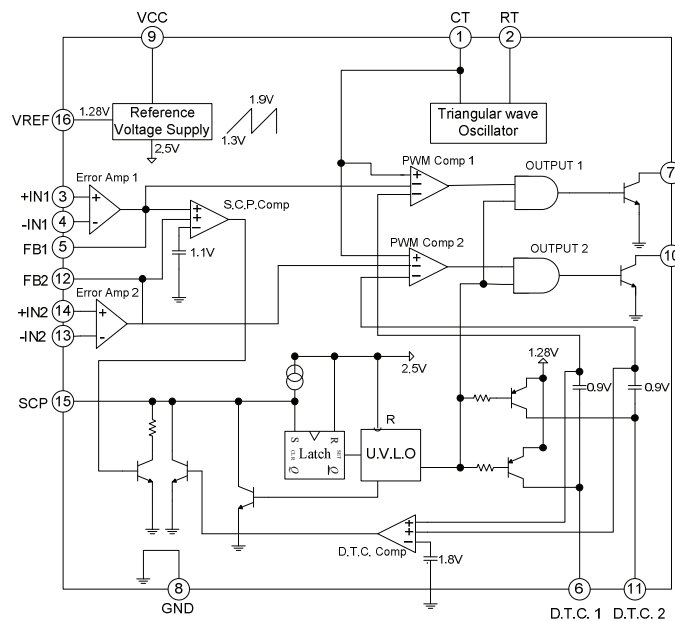 VCC
CT
RT
9
1
2
VREF
16
1.28V
Reference
Voltage Supply
2.5V
1.9V
1.3V
Triangular wave
Oscillator
Error Amp 1
+IN1
3
+
-IN1
4
-
FB1
5
S.C.P.Comp
+
+
−
1.1V
PWM Comp 1
+
−
−
OUTPUT 1
7
FB2
12
Error Amp 2
+IN2
14
+
-IN2
13
-
PWM Comp 2
+
−
−
OUTPUT 2
10
SCP
15
2.5V
1.28V
0.9V
0.9V
R
S
R
CLR
SET
Latch
Q
Q
U.V.L.O
+
+
−
D.T.C. Comp
1.8V
8
GND
6
11
D.T.C. 1
D.T.C. 2